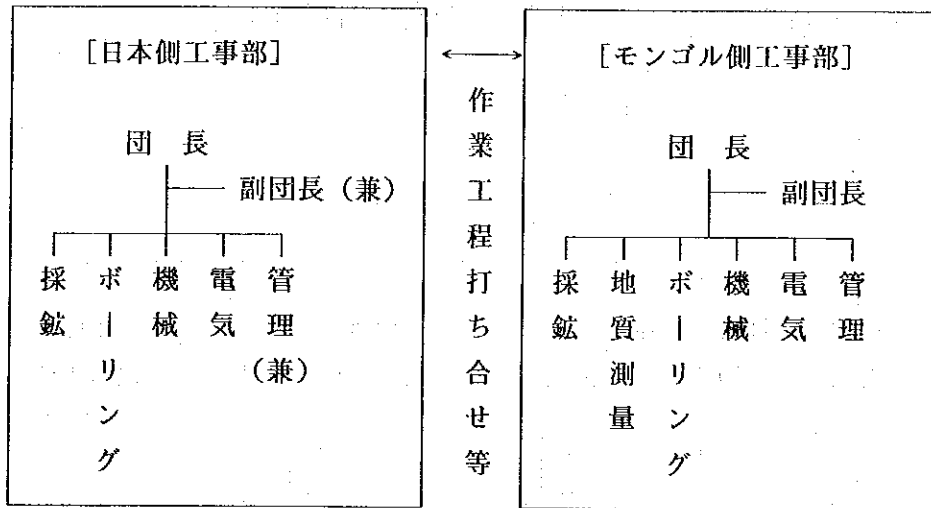 [日本側工事部]
団 長
副団長（兼）
採鉱
ボーリング
機械
電気
管理（兼）
作業工程打ち合せ等
[モンゴル側工事部]
団 長
副団長
採鉱
地質測量
ボーリング
機械
電気
管理